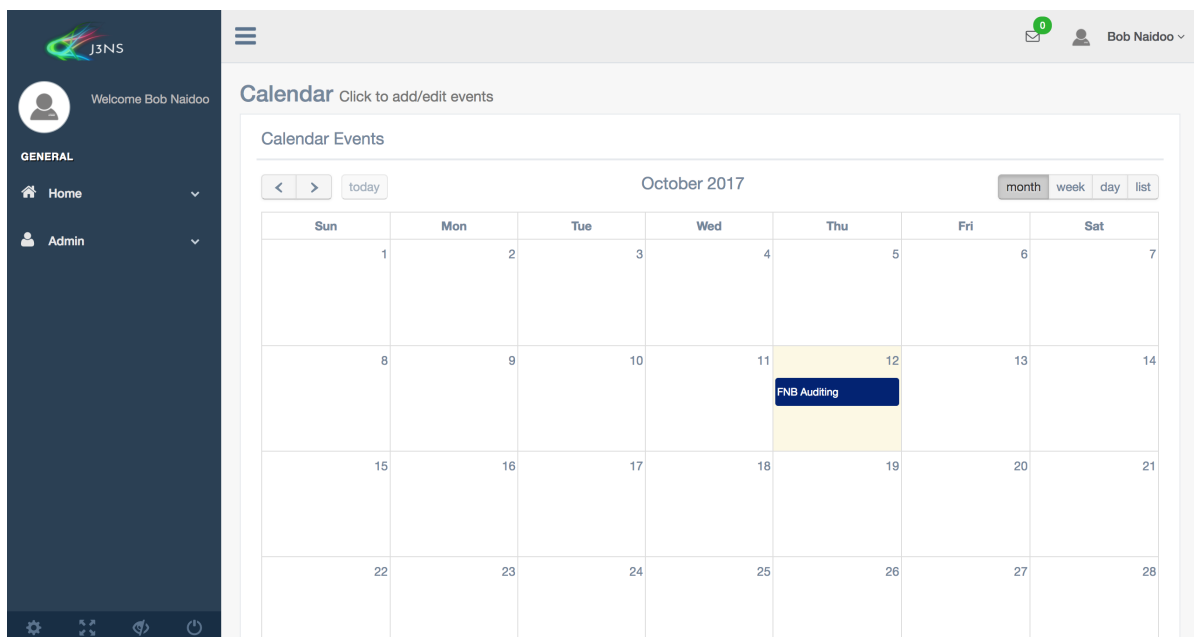 J3NS
Welcome Bob Naidoo
GENERAL
Home
Admin
0
Bob Naidoo
Calendar Click to add/edit events
Calendar Events
today
October 2017
month week day list
Sun Mon Tue Wed Thu Fri Sat
1 2 3 4 5 6 7
8 9 10 11 12 13 14
FNB Auditing
15 16 17 18 19 20 21
22 23 24 25 26 27 28